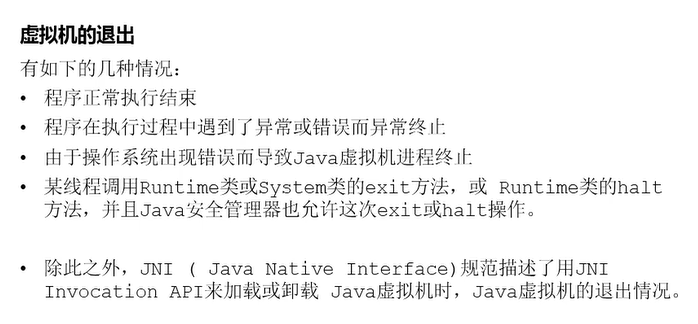 虚拟机的退出
有如下的几种情况：
• 程序正常执行结束
• 程序在执行过程中遇到了异常或错误而异常终止
• 由于操作系统出现错误而导致Java虚拟机进程终止
• 某线程调用Runtime类或System类的exit方法，或 Runtime类的halt
方法，并且Java安全管理器也允许这次exit或halt操作。
• 除此之外，JNI ( Java Native Interface)规范描述了用JNI
Invocation API来加载或卸载 Java虚拟机时，Java虚拟机的退出情况。